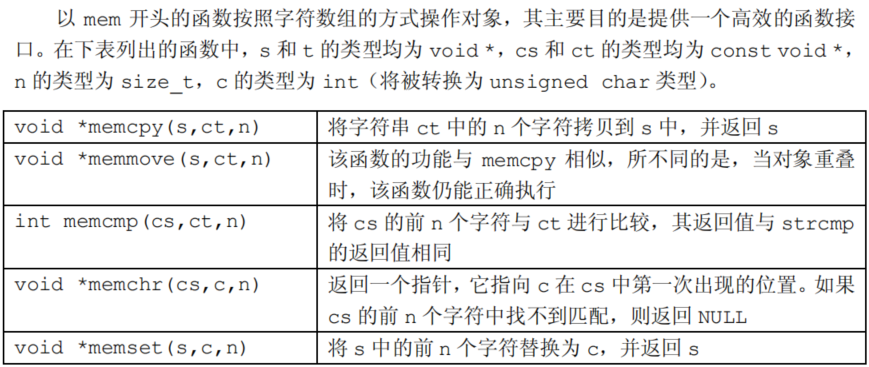 以 mem 开头的函数按照字符数组的方式操作对象，其主要目的是提供一个高效的函数接
口。在下表列出的函数中，s 和 t 的类型均为 void *，cs 和 ct 的类型均为 const void *，
n 的类型为 size_t，c 的类型为 int（将被转换为 unsigned char 类型）。
void *memcpy(s,ct,n) 将字符串 ct 中的 n 个字符拷贝到 s 中，并返回 s
void *memmove(s,ct,n) 该函数的功能与 memcpy 相似，所不同的是，当对象重叠
时，该函数仍能正确执行
int memcmp(cs,ct,n) 将 cs 的前 n 个字符与 ct 进行比较，其返回值与 strcmp
的返回值相同
void *memchr(cs,c,n) 返回一个指针，它指向 c 在 cs 中第一次出现的位置。如果
cs 的前 n 个字符中找不到匹配，则返回 NULL
void *memset(s,c,n) 将 s 中的前 n 个字符替换为 c，并返回 s